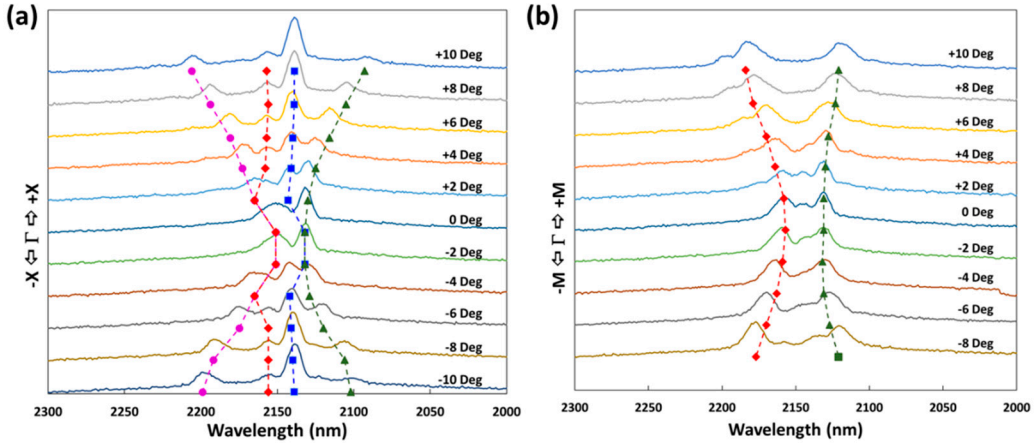 (a)
-X ⇦ Γ ⇨ +X
+10 Deg
+8 Deg
+6 Deg
+4 Deg
+2 Deg
0 Deg
-2 Deg
-4 Deg
-6 Deg
-8 Deg
-10 Deg
2300 2250 2200 2150 2100 2050 2000
Wavelength (nm)
(b)
-M ⇦ Γ ⇨ +M
+10 Deg
+8 Deg
+6 Deg
+4 Deg
+2 Deg
0 Deg
-2 Deg
-4 Deg
-6 Deg
-8 Deg
2300 2250 2200 2150 2100 2050 2000
Wavelength (nm)